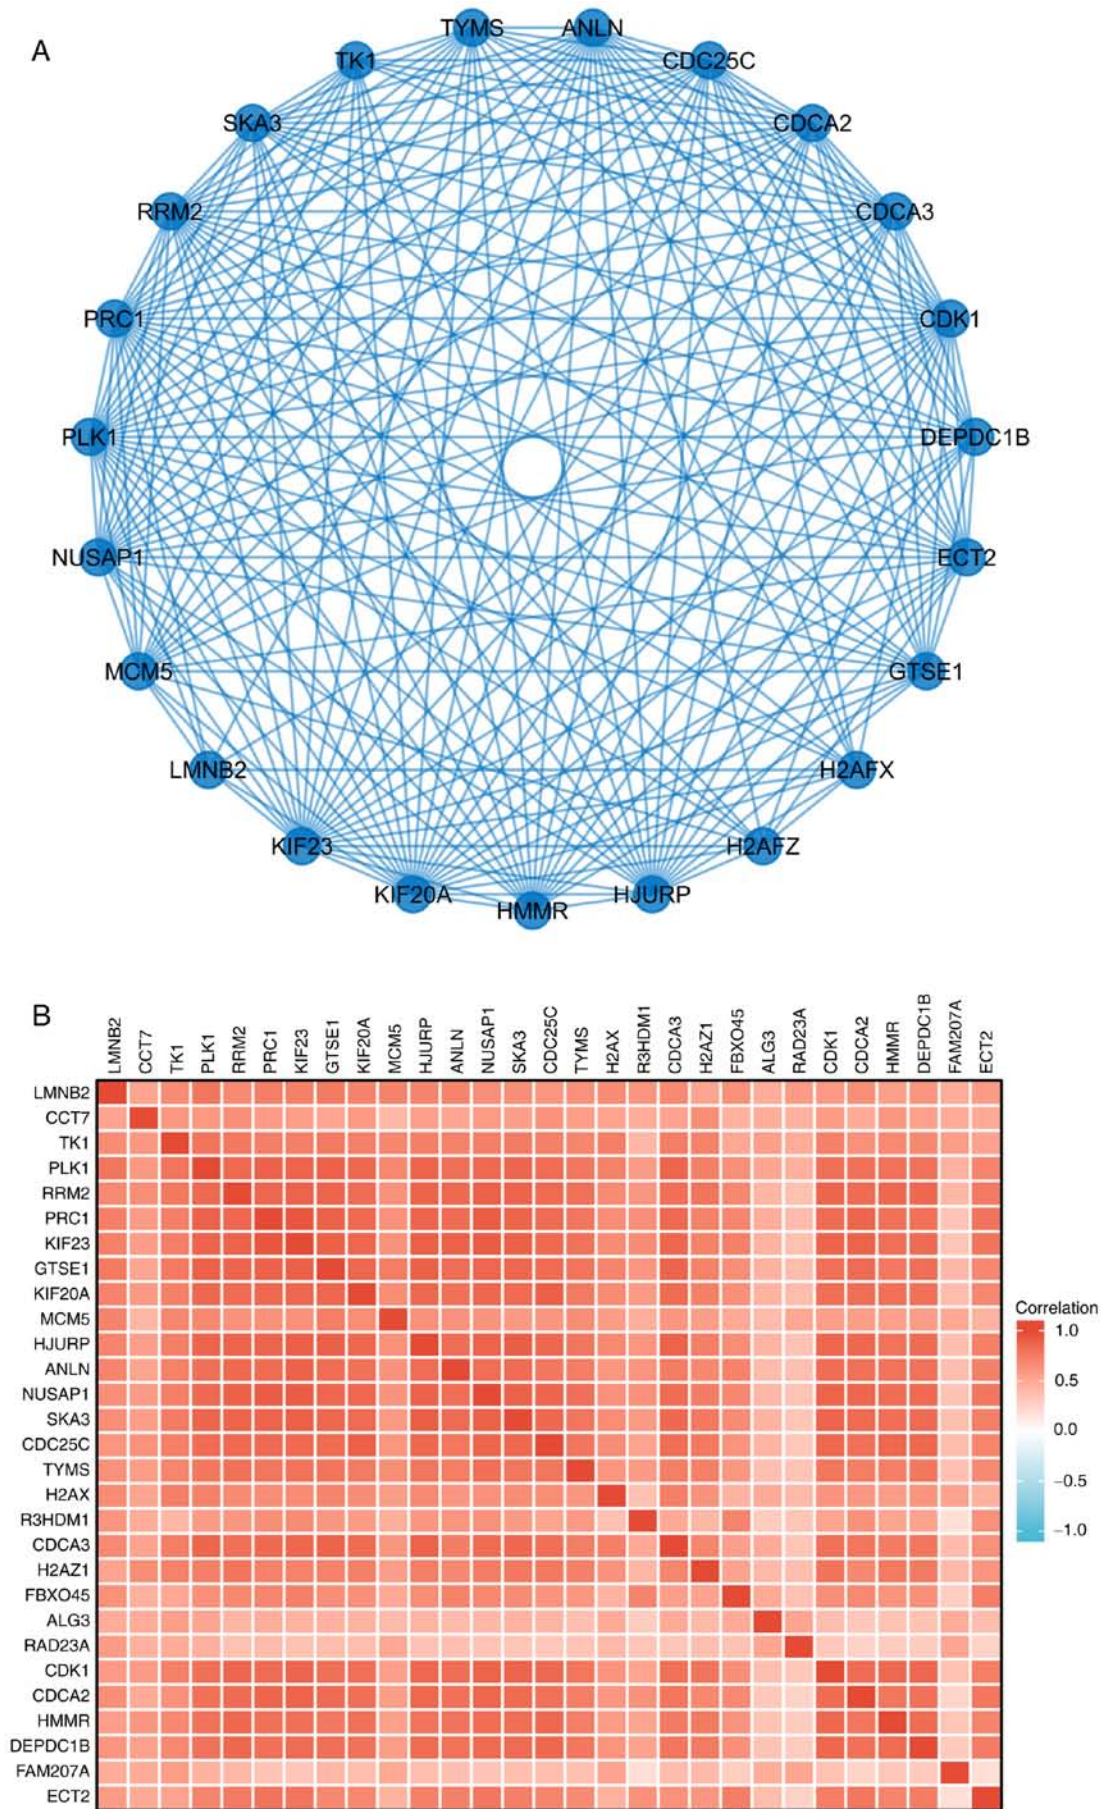 A
TYMS ANLN
TK1 CDC25C
SKA3 CDCA2
RRM2 CDCA3
PRC1 CDK1
PLK1 DEPDC1B
NUSAP1 ECT2
MCM5 GTSE1
LMNB2 H2AFX
KIF23 H2AFZ
KIF20A HJURP
HMMR
B
LMNB2 CCT7 TK1 PLK1 RRM2 PRC1 KIF23 GTSE1 KIF20A MCM5 HJURP ANLN NUSAP1 SKA3 CDC25C TYMS H2AX R3HDM1 CDCA3 H2AZ1 FBXO45 ALG3 RAD23A CDK1 CDCA2 HMMR DEPDC1B FAM207A ECT2
LMNB2
CCT7
TK1
PLK1
RRM2
PRC1
KIF23
GTSE1
KIF20A
MCM5
HJURP
ANLN
NUSAP1
SKA3
CDC25C
TYMS
H2AX
R3HDM1
CDCA3
H2AZ1
FBXO45
ALG3
RAD23A
CDK1
CDCA2
HMMR
DEPDC1B
FAM207A
ECT2
Correlation
1.0
0.5
0.0
−0.5
−1.0